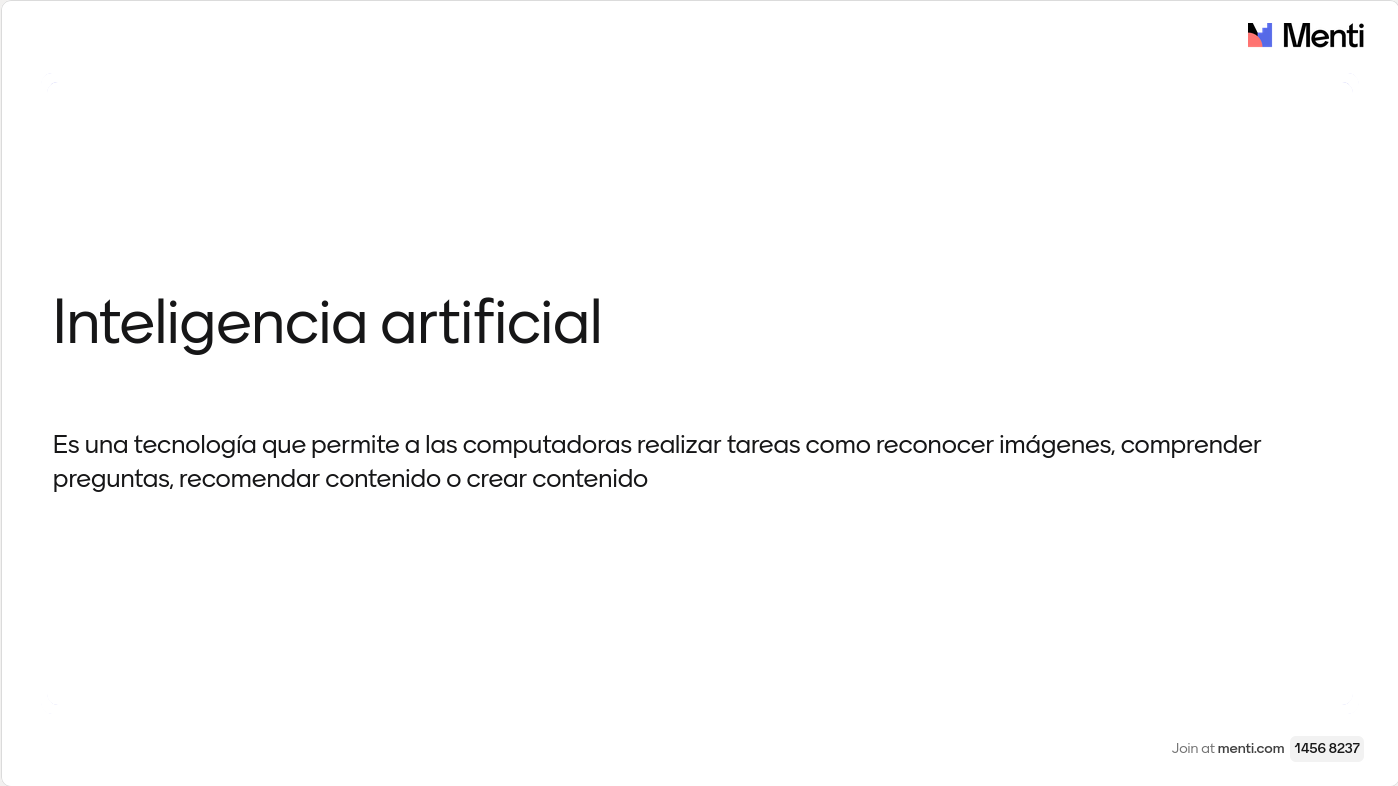 Menti
Inteligencia artificial
Es una tecnología que permite a las computadoras realizar tareas como reconocer imágenes, comprender
preguntas, recomendar contenido o crear contenido
Join at menti.com 1456 8237